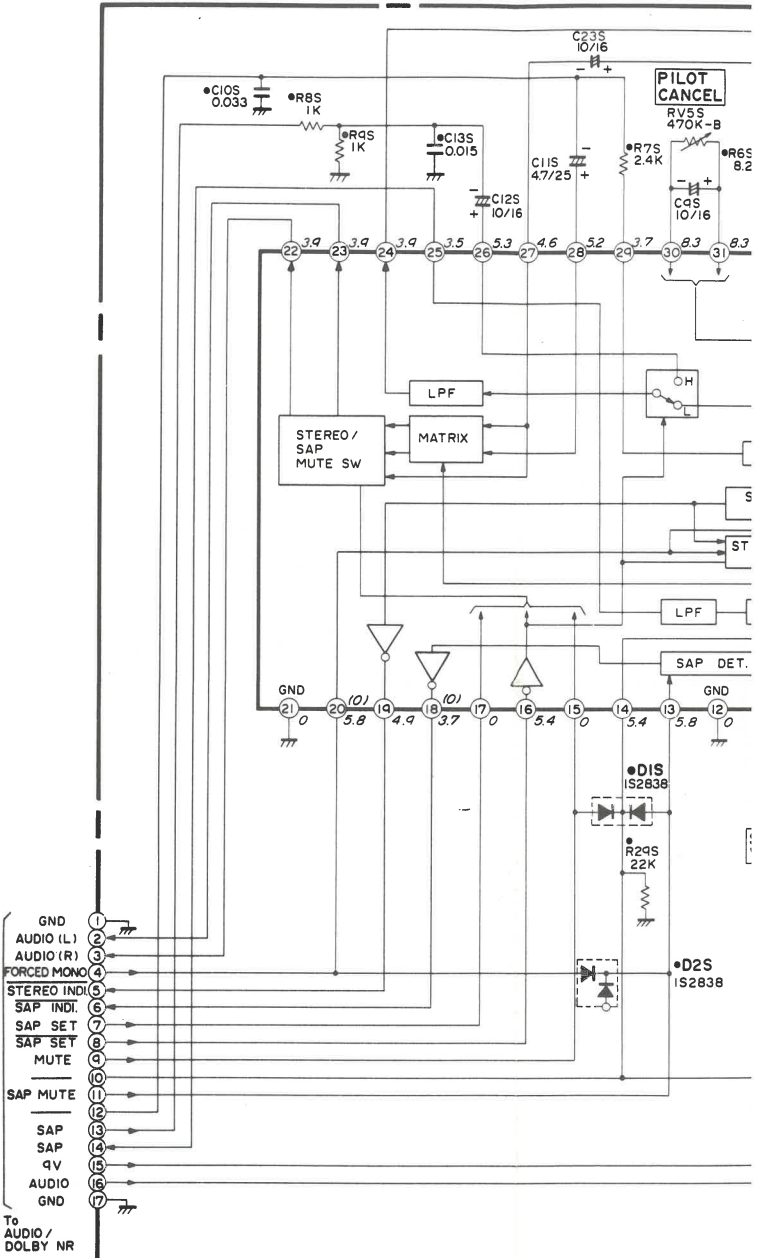 C23S
10/16
PILOT
CANCEL
C10S
0.033
R8S
1K
RV5S
470K-B
R9S
1K
C13S
0.015
R7S
2.4K
R6S
8.2
C11S
4.7/25
C12S
10/16
C9S
10/16
22 3.9 23 3.9 24 3.9 25 3.5 26 5.3 27 4.6 28 5.2 29 3.7 30 8.3 31 8.3
H
LPF
L
STEREO/
SAP
MUTE SW
MATRIX
S
ST
LPF
SAP DET.
GND
GND
21 0 20 (0) 5.8 19 4.9 18 (0) 3.7 17 0 16 5.4 15 0 14 5.4 13 5.8 12 0
D1S
1S2838
R29S
22K
GND 1
AUDIO (L) 2
AUDIO (R) 3
FORCED MONO 4
STEREO INDI. 5
SAP INDI. 6
SAP SET 7
SAP SET 8
MUTE 9
10
SAP MUTE 11
12
SAP 13
SAP 14
9V 15
AUDIO 16
GND 17
D2S
1S2838
To
AUDIO/
DOLBY NR